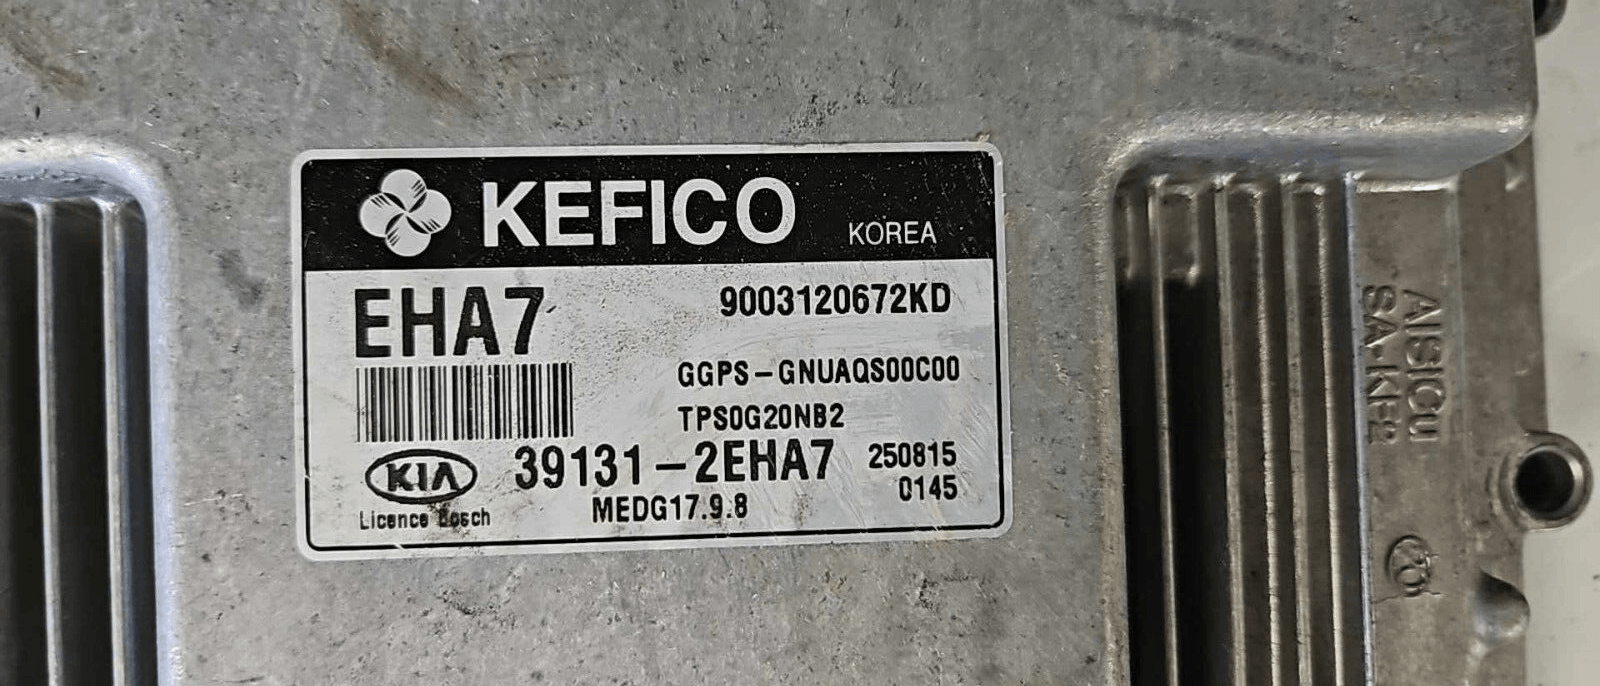 KEFICO KOREA
EHA7 9003120672KD
GGPS-GNUAQS00C00
TPS0G20NB2
KIA 39131-2EHA7 250815
0145
Licence Bosch MEDG17.9.8
AISICU
SA-KF2